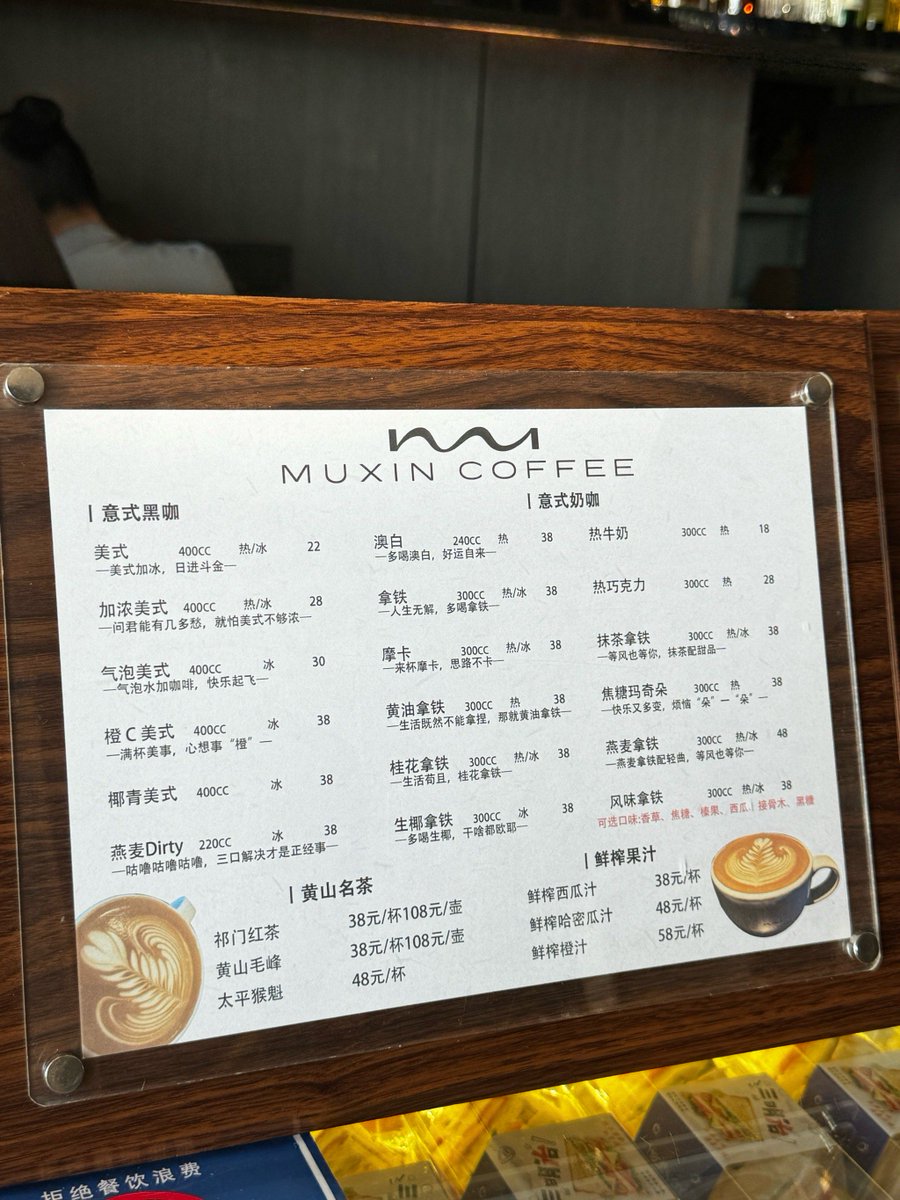 MUXIN COFFEE
意式黑咖
美式 400CC 热/冰 22
—美式加冰，日进斗金—
加浓美式 400CC 热/冰 28
—问君能有几多愁，就怕美式不够浓—
气泡美式 400CC 冰 30
—气泡水加咖啡，快乐起飞—
橙C美式 400CC 冰 38
—满杯美事，心想事“橙”—
椰青美式 400CC 冰 38
燕麦Dirty 220CC 冰 38
—咕噜咕噜咕噜，三口解决才是正经事—
意式奶咖
澳白 240CC 热 38
—多喝澳白，好运自来—
拿铁 300CC 热/冰 38
—人生无解，多喝拿铁—
摩卡 300CC 热/冰 38
—来杯摩卡，思路不卡—
黄油拿铁 300CC 热 38
—生活既然不能拿捏，那就黄油拿铁—
桂花拿铁 300CC 热/冰 38
—生活苟且，桂花拿铁—
生椰拿铁 300CC 冰 38
—多喝生椰，干啥都欧耶—
热牛奶 300CC 热 18
热巧克力 300CC 热 28
抹茶拿铁 300CC 热/冰 38
—等风也等你，抹茶配甜品—
焦糖玛奇朵 300CC 热 38
—快乐又多变，烦恼“朵”一“朵”—
燕麦拿铁 300CC 热/冰 48
—燕麦拿铁配轻曲，等风也等你—
风味拿铁 300CC 热/冰 38
可选口味:香草、焦糖、榛果、西瓜、接骨木、黑糖
黄山名茶
祁门红茶 38元/杯108元/壶
黄山毛峰 38元/杯108元/壶
太平猴魁 48元/杯
鲜榨果汁
鲜榨西瓜汁 38元/杯
鲜榨哈密瓜汁 48元/杯
鲜榨橙汁 58元/杯
拒绝餐饮浪费
三明治